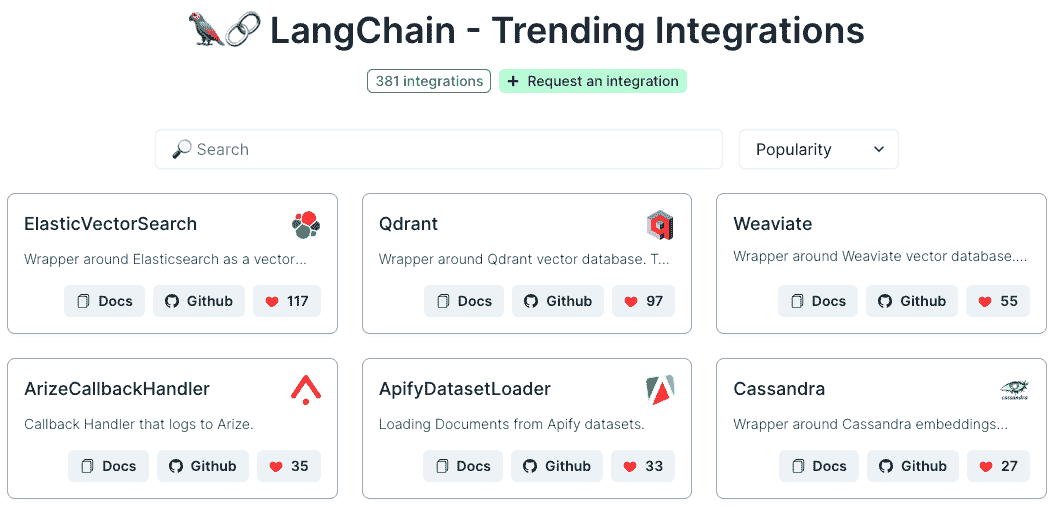 LangChain - Trending Integrations
381 integrations
+ Request an integration
Search
Popularity
ElasticVectorSearch
Wrapper around Elasticsearch as a vector...
Docs Github 117
Qdrant
Wrapper around Qdrant vector database. T...
Docs Github 97
Weaviate
Wrapper around Weaviate vector database....
Docs Github 55
ArizeCallbackHandler
Callback Handler that logs to Arize.
Docs Github 35
ApifyDatasetLoader
Loading Documents from Apify datasets.
Docs Github 33
Cassandra
cassandra
Wrapper around Cassandra embeddings...
Docs Github 27